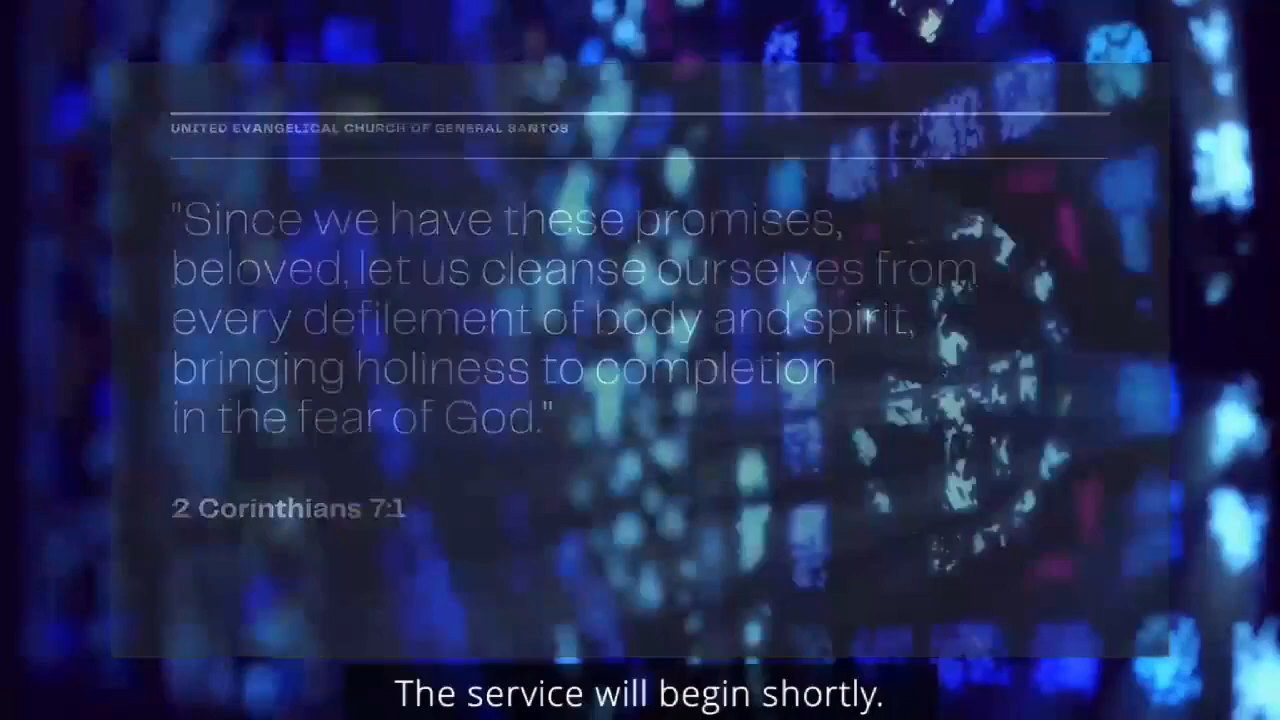 UNITED EVANGELICAL CHURCH OF GENERAL SANTOS
"Since we have these promises,
beloved, let us cleanse ourselves from
every defilement of body and spirit,
bringing holiness to completion
in the fear of God."
2 Corinthians 7:1
The service will begin shortly.